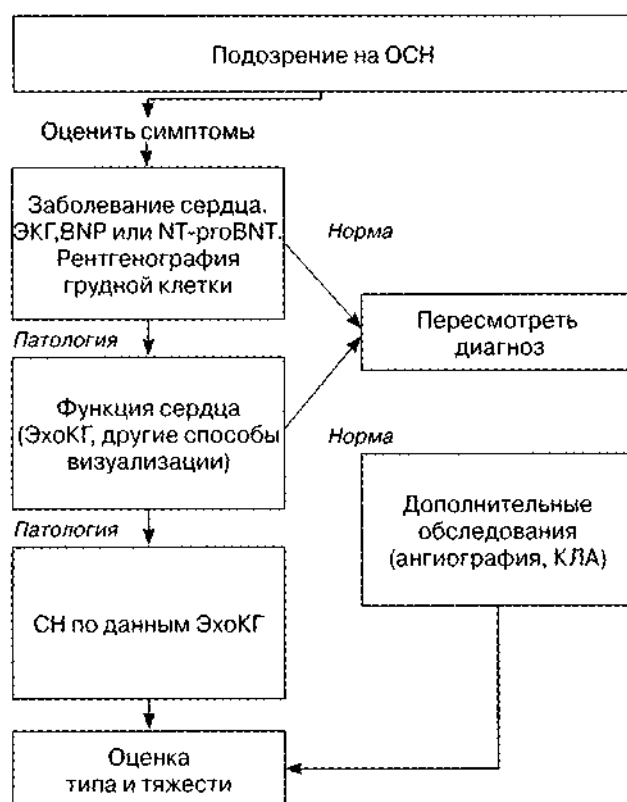 Подозрение на ОСН
Оценить симптомы
Заболевание сердца.
ЭКГ,BNP или NT-proBNT.
Рентгенография
грудной клетки
Норма
Патология
Пересмотреть
диагноз
Функция сердца
(ЭхоКГ, другие способы
визуализации)
Норма
Патология
Дополнительные
обследования
(ангиография, КЛА)
СН по данным ЭхоКГ
Оценка
типа и тяжести